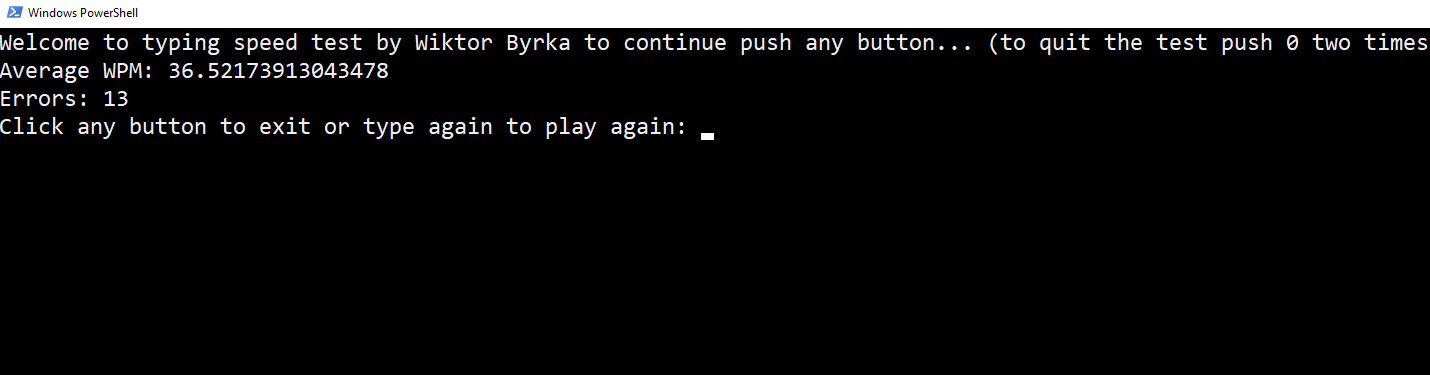 Windows PowerShell
Welcome to typing speed test by Wiktor Byrka to continue push any button... (to quit the test push 0 two times
Average WPM: 36.52173913043478
Errors: 13
Click any button to exit or type again to play again: